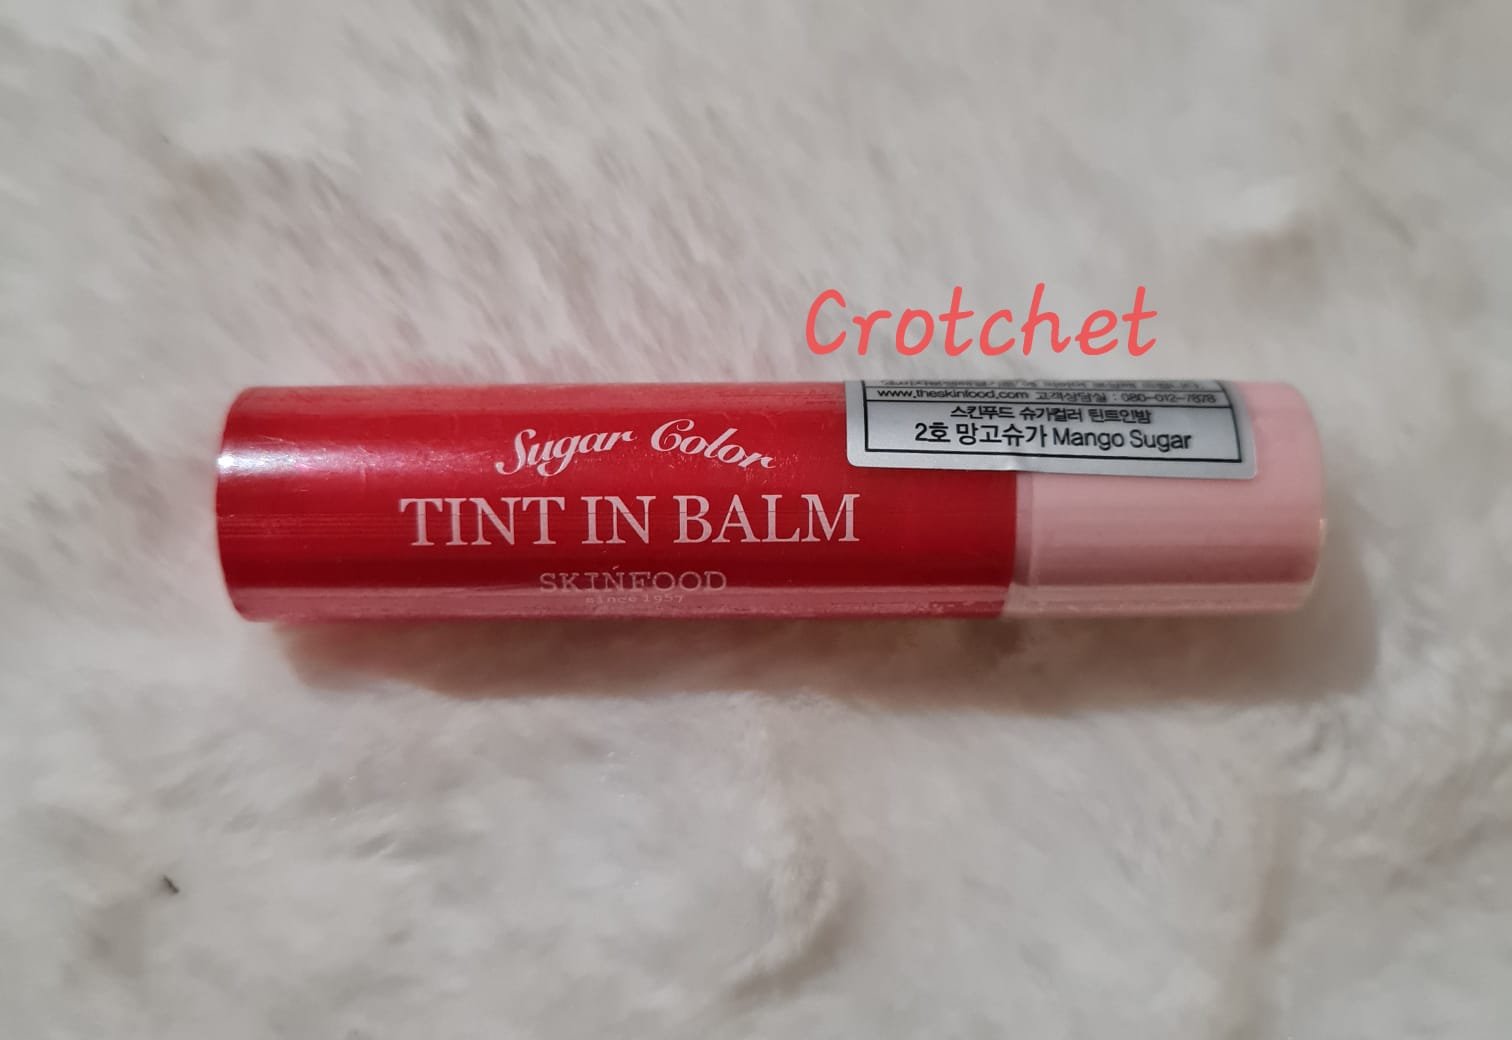 Crotchet
www.theskinfood.com 고객상담실 : 080-012-7878
스킨푸드 슈가컬러 틴트인밤
2호 망고슈가 Mango Sugar
Sugar Color
TINT IN BALM
SKINFOOD
since 1957